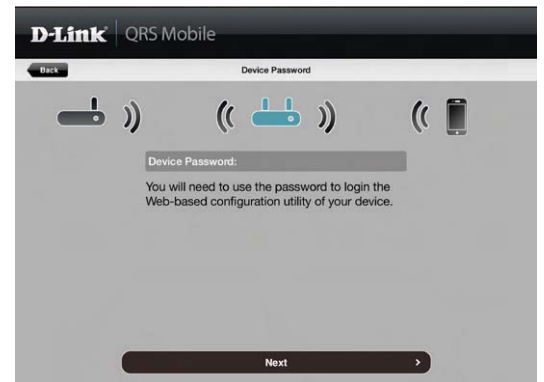 D-Link QRS Mobile
Back
Device Password
Device Password:
You will need to use the password to login the
Web-based configuration utility of your device.
Next